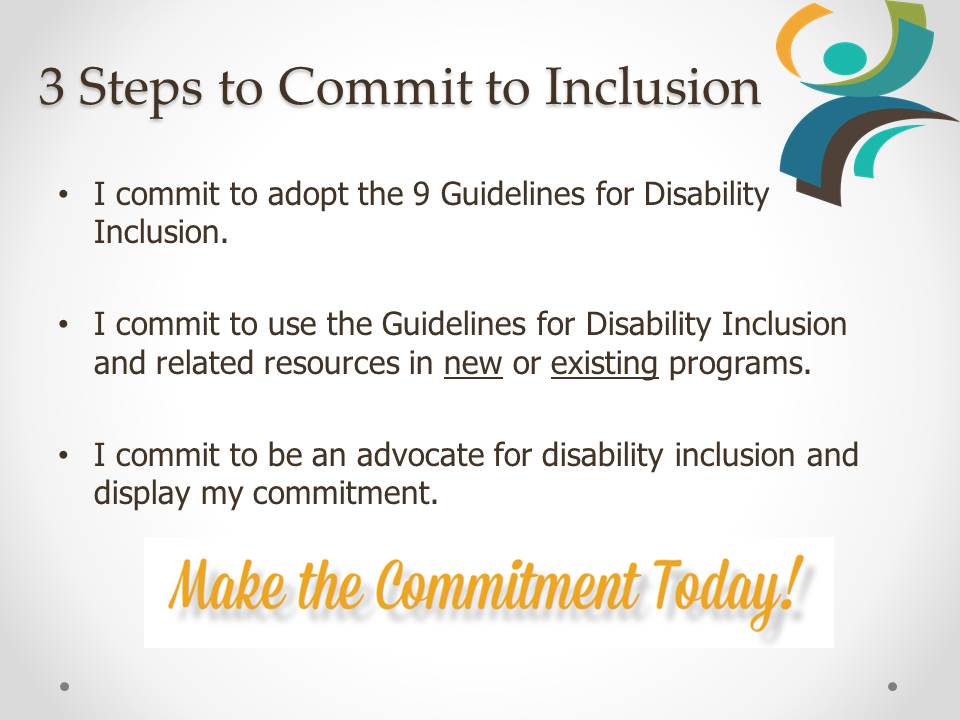 3 Steps to Commit to Inclusion
• I commit to adopt the 9 Guidelines for Disability
Inclusion.
• I commit to use the Guidelines for Disability Inclusion
and related resources in new or existing programs.
• I commit to be an advocate for disability inclusion and
display my commitment.
Make the Commitment Today!